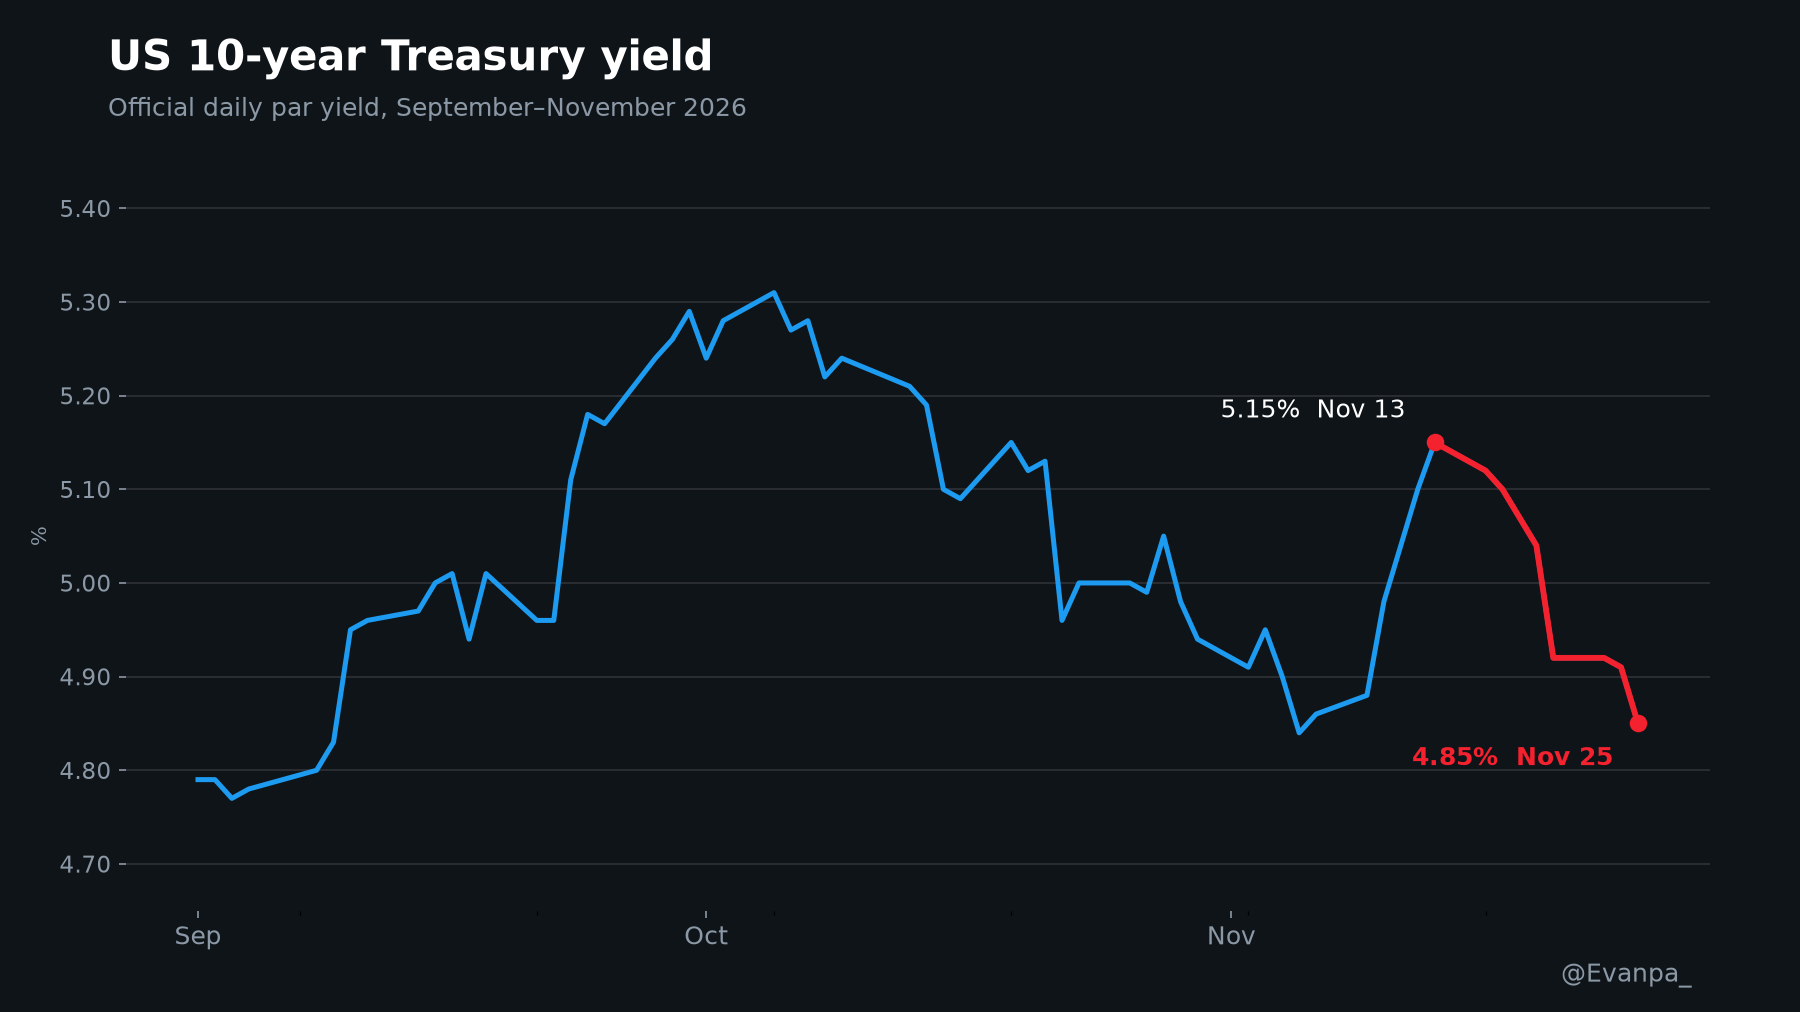 US 10-year Treasury yield
Official daily par yield, September–November 2026
5.40
5.30
5.20
5.15%  Nov 13
5.10
%
5.00
4.90
4.85%  Nov 25
4.80
4.70
Sep
Oct
Nov
@Evanpa_